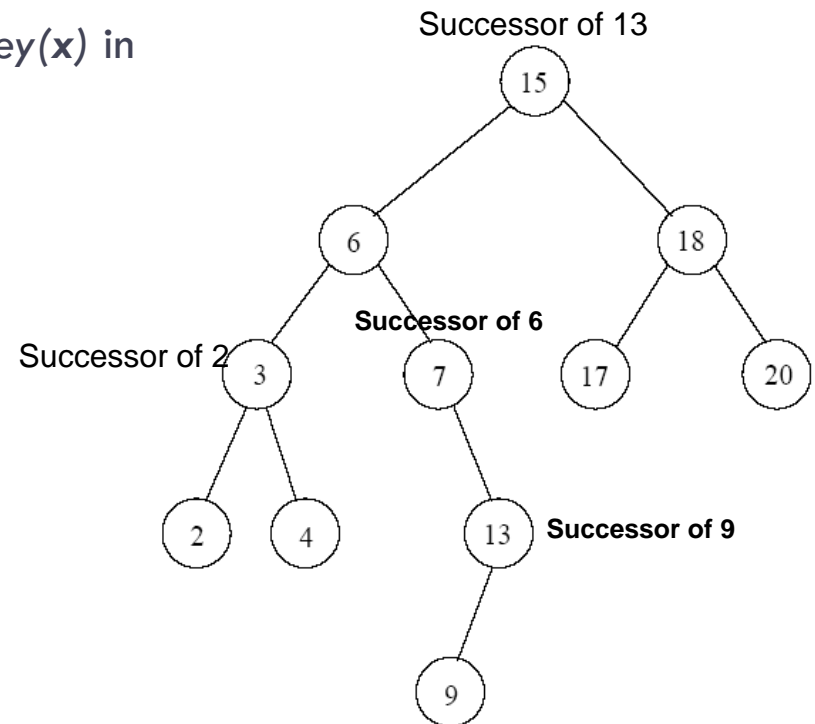 Successor of 13
ey(x) in
15
6
18
Successor of 6
Successor of 2
3
7
17
20
2
4
13
Successor of 9
9